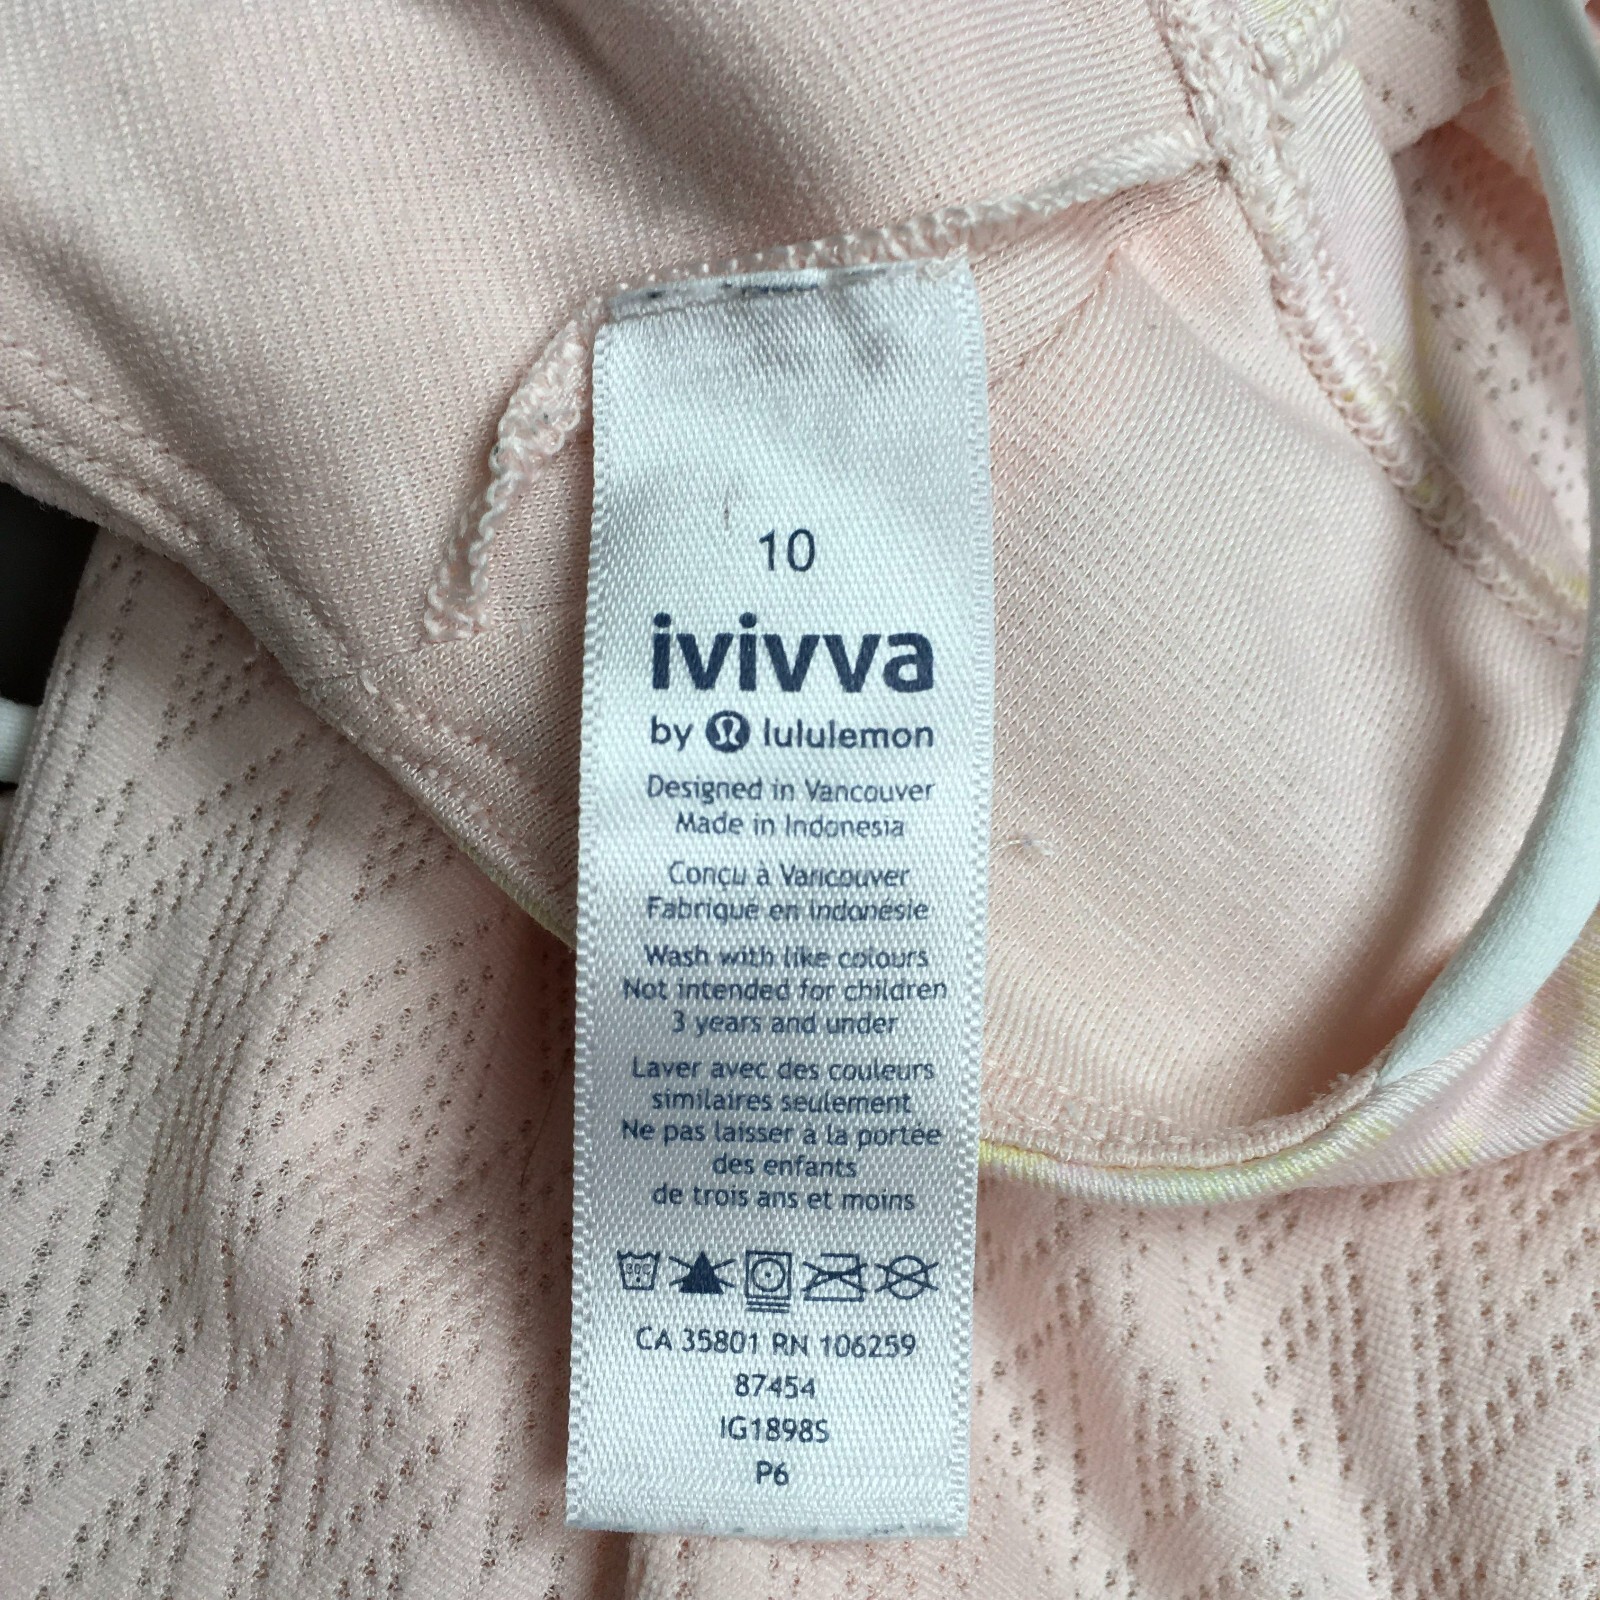 10
ivivva
by lululemon
Designed in Vancouver
Made in Indonesia
Conçu à Vancouver
Fabrique en Indonésie
Wash with like colours
Not intended for children
3 years and under
Laver avec des couleurs
similaires seulement
Ne pas laisser à la portée
des enfants
de trois ans et moins
30C
CA 35801 RN 106259
87454
IG1898S
P6